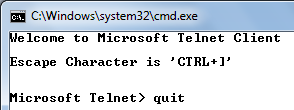 C:\Windows\system32\cmd.exe
Welcome to Microsoft Telnet Client
Escape Character is 'CTRL+]'
Microsoft Telnet> quit